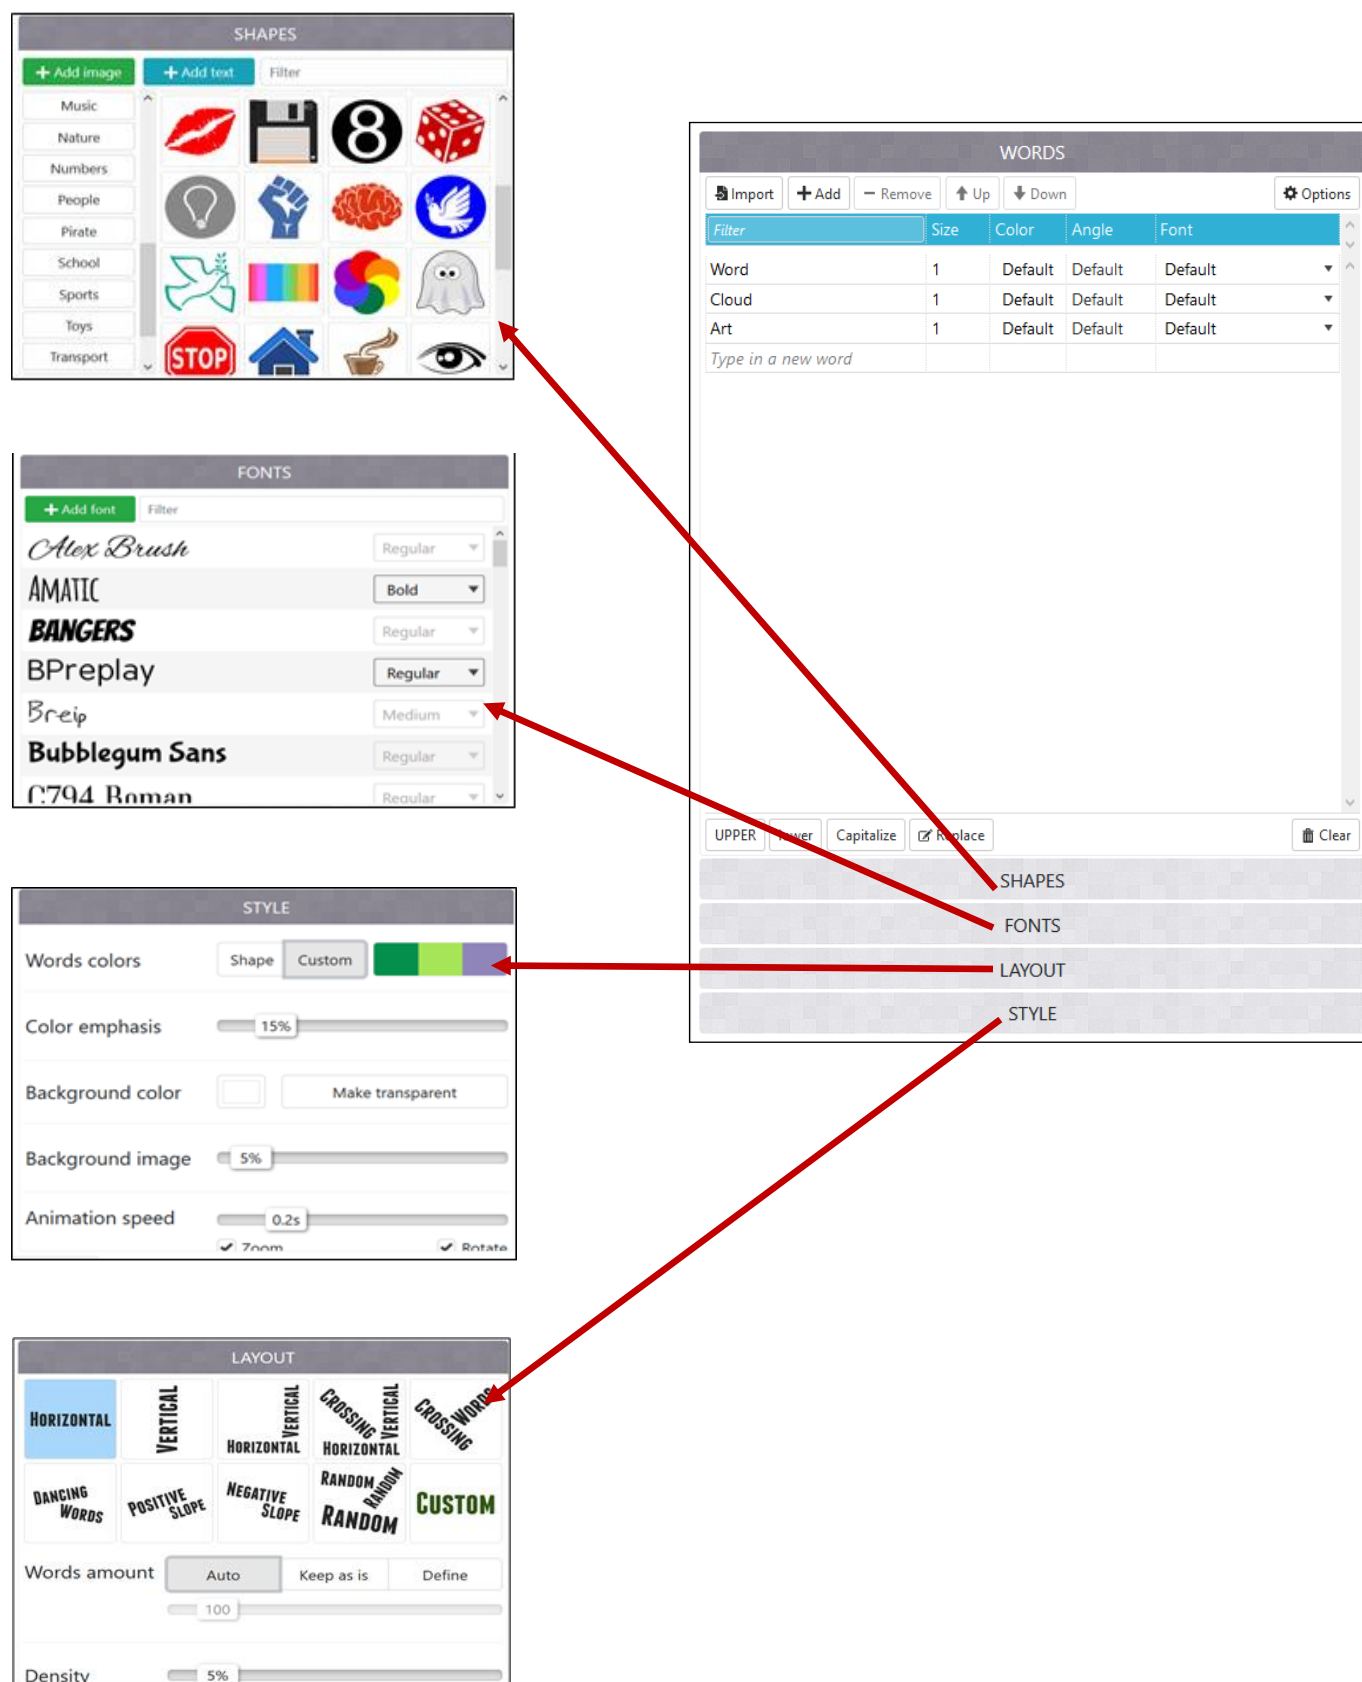 SHAPES
+ Add image + Add text Filter
Music
Nature
Numbers
People
Pirate
School
Sports
Toys
Transport
8
STOP
FONTS
+ Add font Filter
Alex Brush Regular
AMATIC Bold
BANGERS Regular
BPreplay Regular
Breip Medium
Bubblegum Sans Regular
C794 Roman Regular
STYLE
Words colors Shape Custom
Color emphasis 15%
Background color Make transparent
Background image 5%
Animation speed 0.2s
Zoom Rotate
LAYOUT
HORIZONTAL
VERTICAL
HORIZONTAL VERTICAL
CROSSING HORIZONTAL VERTICAL
CROSSING WORDS
DANCING WORDS
POSITIVE SLOPE
NEGATIVE SLOPE
RANDOM RANDOM RANDOM
CUSTOM
Words amount Auto Keep as is Define
100
Density 5%
WORDS
Import + Add − Remove Up Down Options
Filter Size Color Angle Font
Word 1 Default Default Default
Cloud 1 Default Default Default
Art 1 Default Default Default
Type in a new word
UPPER lower Capitalize Replace Clear
SHAPES
FONTS
LAYOUT
STYLE